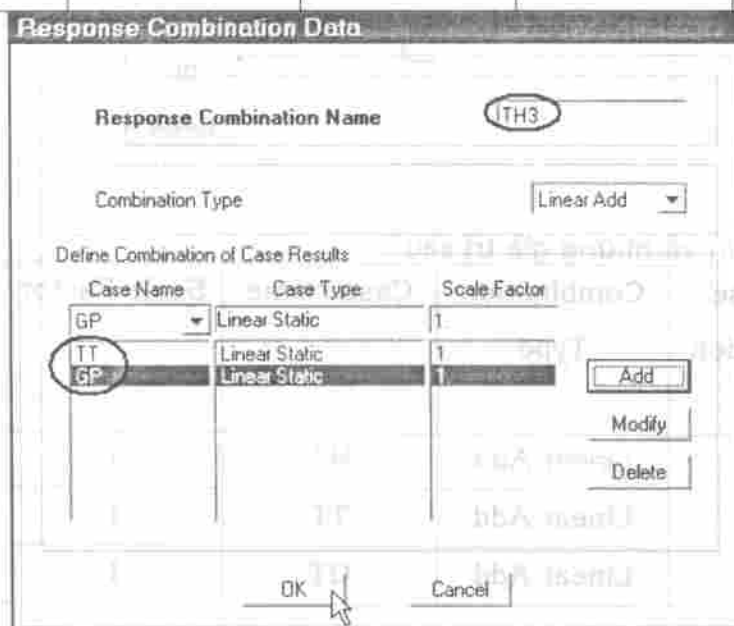 Response Combination Data
Response Combination Name
TH3
Combination Type
Linear Add
Define Combination of Case Results
Case Name Case Type Scale Factor
GP Linear Static 1
TT Linear Static 1
GP Linear Static 1
Add
Modify
Delete
OK Cancel